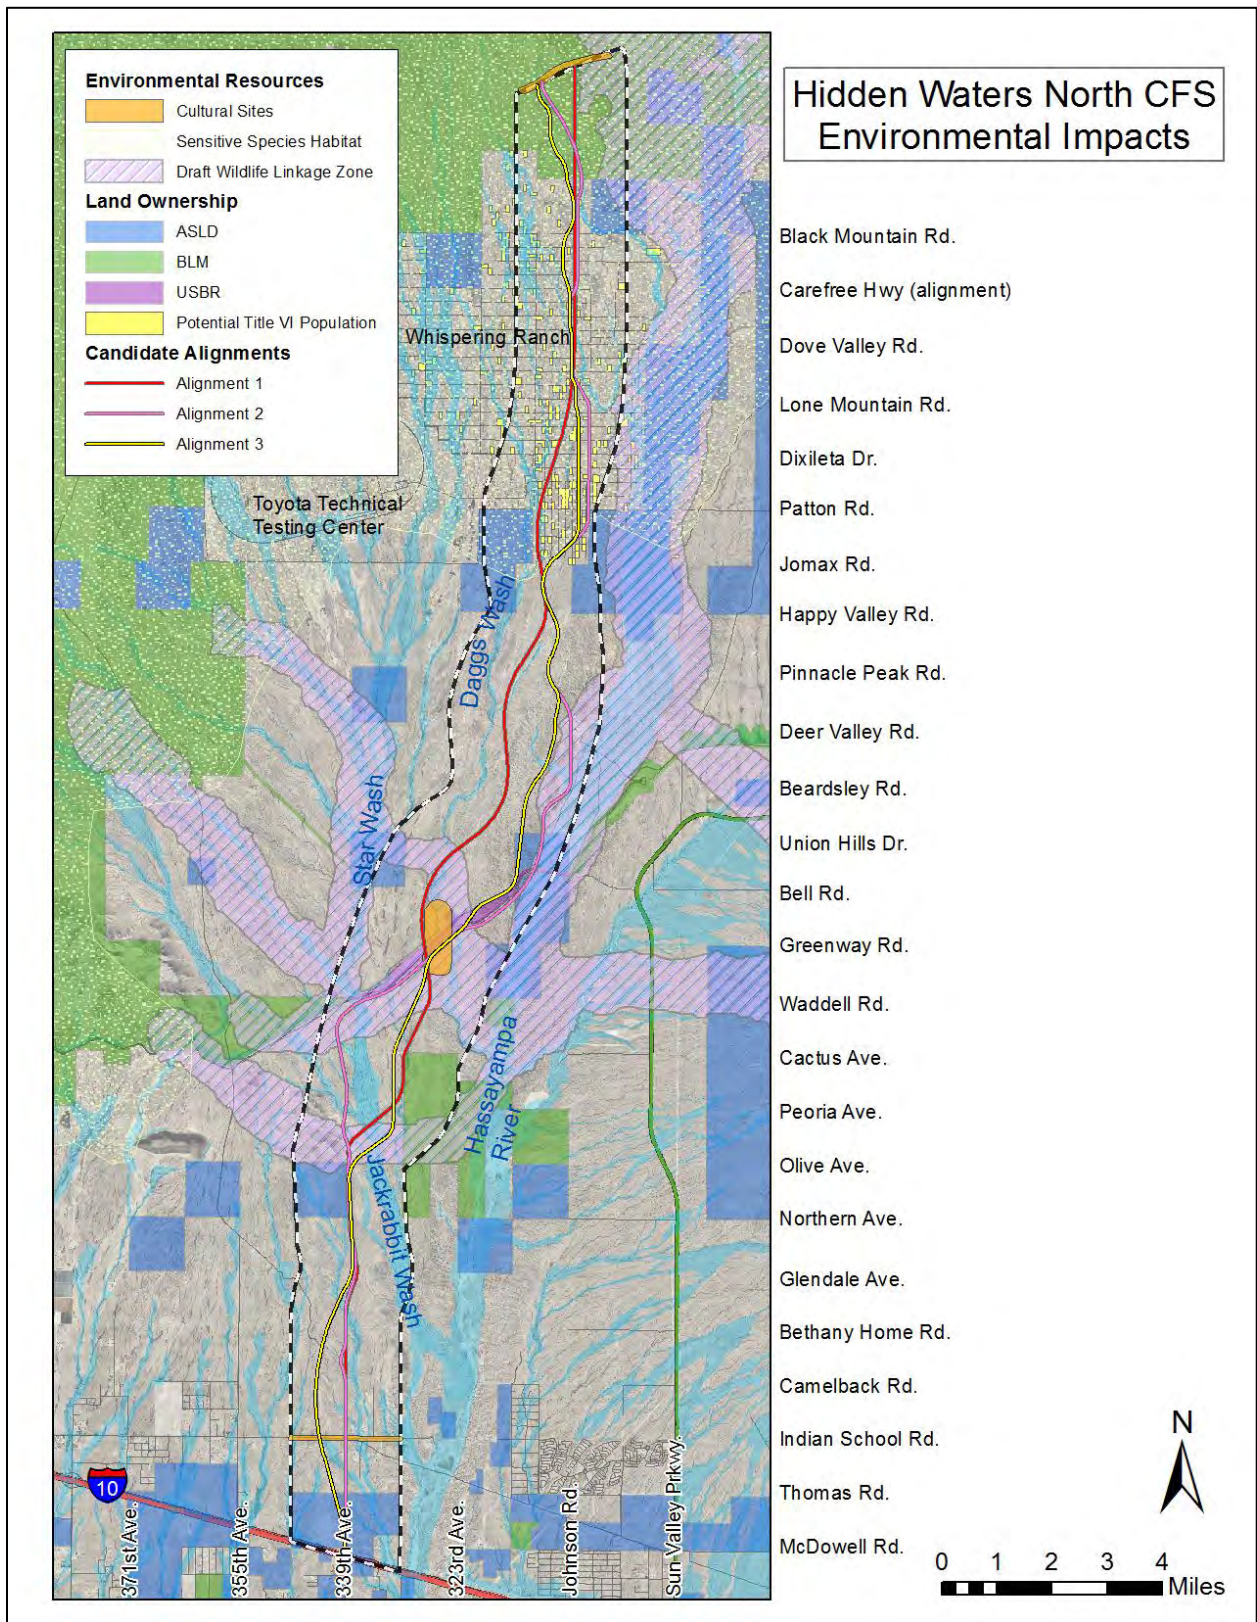 Hidden Waters North CFS
Environmental Impacts
Environmental Resources
Cultural Sites
Sensitive Species Habitat
Draft Wildlife Linkage Zone
Land Ownership
ASLD
BLM
USBR
Potential Title VI Population
Candidate Alignments
Alignment 1
Alignment 2
Alignment 3
Whispering Ranch
Toyota Technical
Testing Center
Daggs Wash
Star Wash
Hassayampa
River
Jackrabbit Wash
Black Mountain Rd.
Carefree Hwy (alignment)
Dove Valley Rd.
Lone Mountain Rd.
Dixileta Dr.
Patton Rd.
Jomax Rd.
Happy Valley Rd.
Pinnacle Peak Rd.
Deer Valley Rd.
Beardsley Rd.
Union Hills Dr.
Bell Rd.
Greenway Rd.
Waddell Rd.
Cactus Ave.
Peoria Ave.
Olive Ave.
Northern Ave.
Glendale Ave.
Bethany Home Rd.
Camelback Rd.
Indian School Rd.
Thomas Rd.
McDowell Rd.
10
371st Ave.
355th Ave.
339th Ave.
323rd Ave.
Johnson Rd.
Sun Valley Prkwy.
N
0 1 2 3 4
Miles